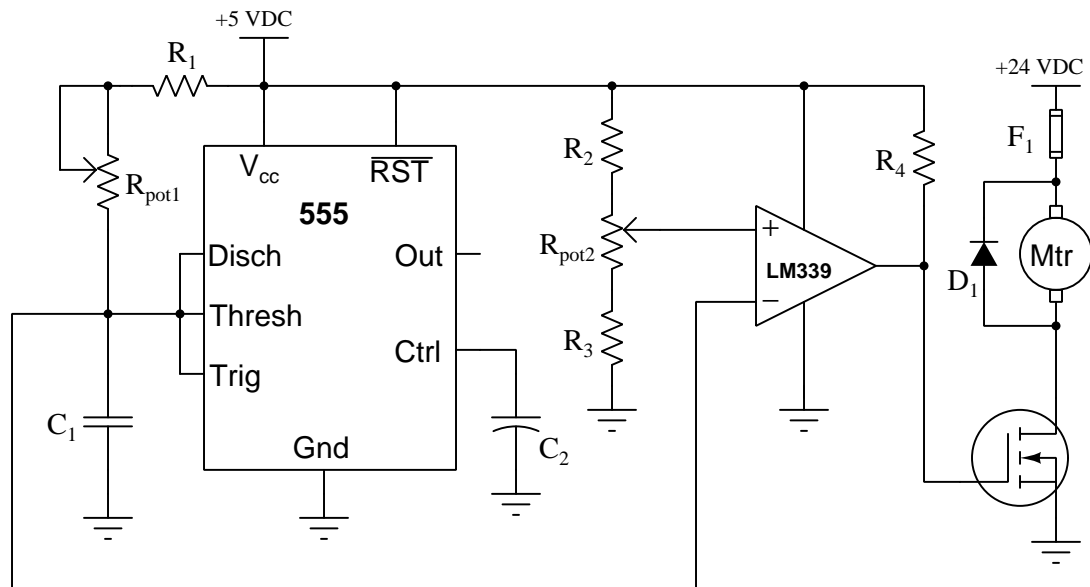 +5 VDC
R1
+24 VDC
F1
Vcc
RST
R2
R4
Rpot1
555
Disch
Out
Rpot2
+
LM339
Mtr
D1
Thresh
−
Ctrl
R3
Trig
C1
Gnd
C2